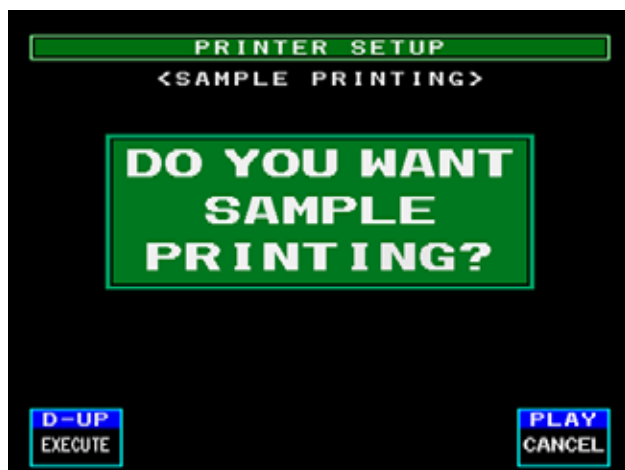 PRINTER SETUP
<SAMPLE PRINTING>
DO YOU WANT
SAMPLE
PRINTING?
D-UP
EXECUTE
PLAY
CANCEL